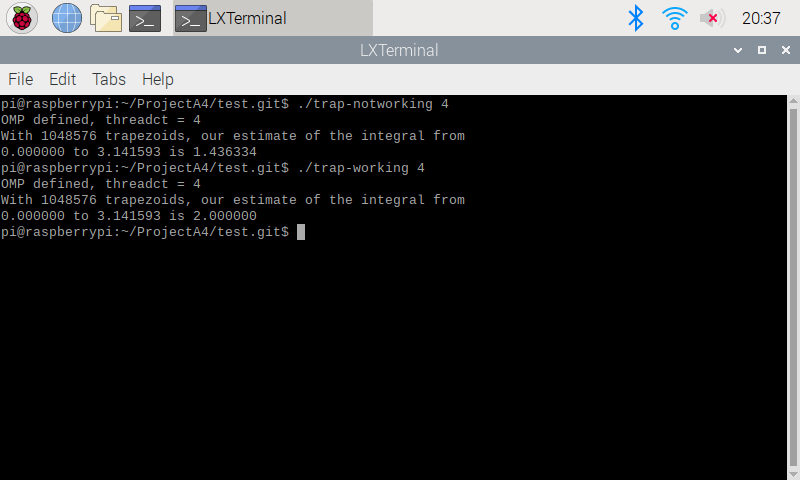 LXTerminal
20:37
LXTerminal
File Edit Tabs Help
pi@raspberrypi:~/ProjectA4/test.git$ ./trap-notworking 4
OMP defined, threadct = 4
With 1048576 trapezoids, our estimate of the integral from
0.000000 to 3.141593 is 1.436334
pi@raspberrypi:~/ProjectA4/test.git$ ./trap-working 4
OMP defined, threadct = 4
With 1048576 trapezoids, our estimate of the integral from
0.000000 to 3.141593 is 2.000000
pi@raspberrypi:~/ProjectA4/test.git$